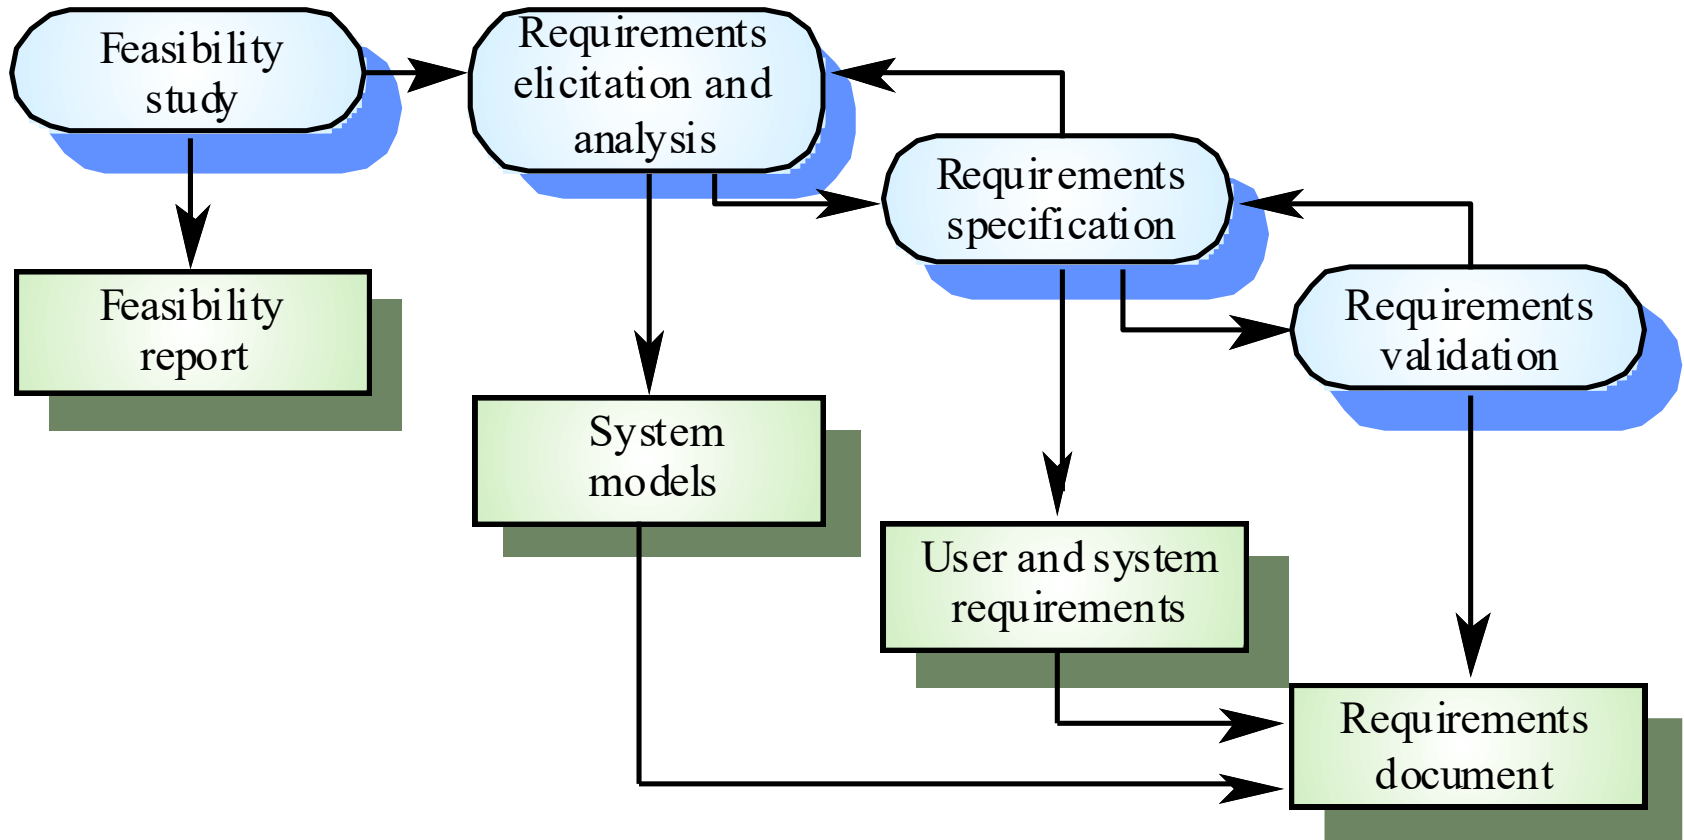 Feasibility
study
Requirements
elicitation and
analysis
Requirements
specification
Requirements
validation
Feasibility
report
System
models
User and system
requirements
Requirements
document